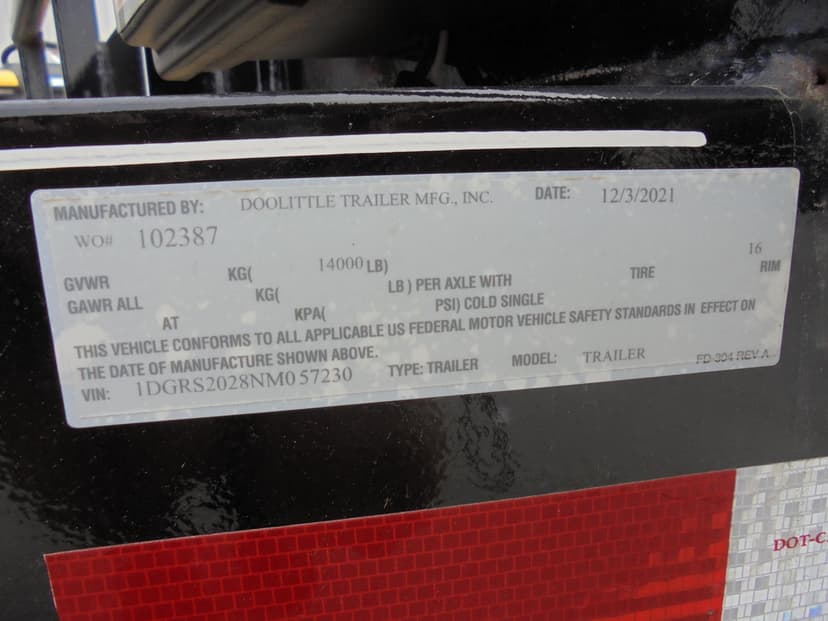 MANUFACTURED BY: DOOLITTLE TRAILER MFG., INC. DATE: 12/3/2021
WO# 102387
GVWR KG( 14000 LB) 16
GAWR ALL KG( LB ) PER AXLE WITH TIRE RIM
AT KPA( PSI) COLD SINGLE
THIS VEHICLE CONFORMS TO ALL APPLICABLE US FEDERAL MOTOR VEHICLE SAFETY STANDARDS IN EFFECT ON
THE DATE OF MANUFACTURE SHOWN ABOVE.
VIN: 1DGRS2028NM057230 TYPE: TRAILER MODEL: TRAILER FD-304 REV A
DOT-C